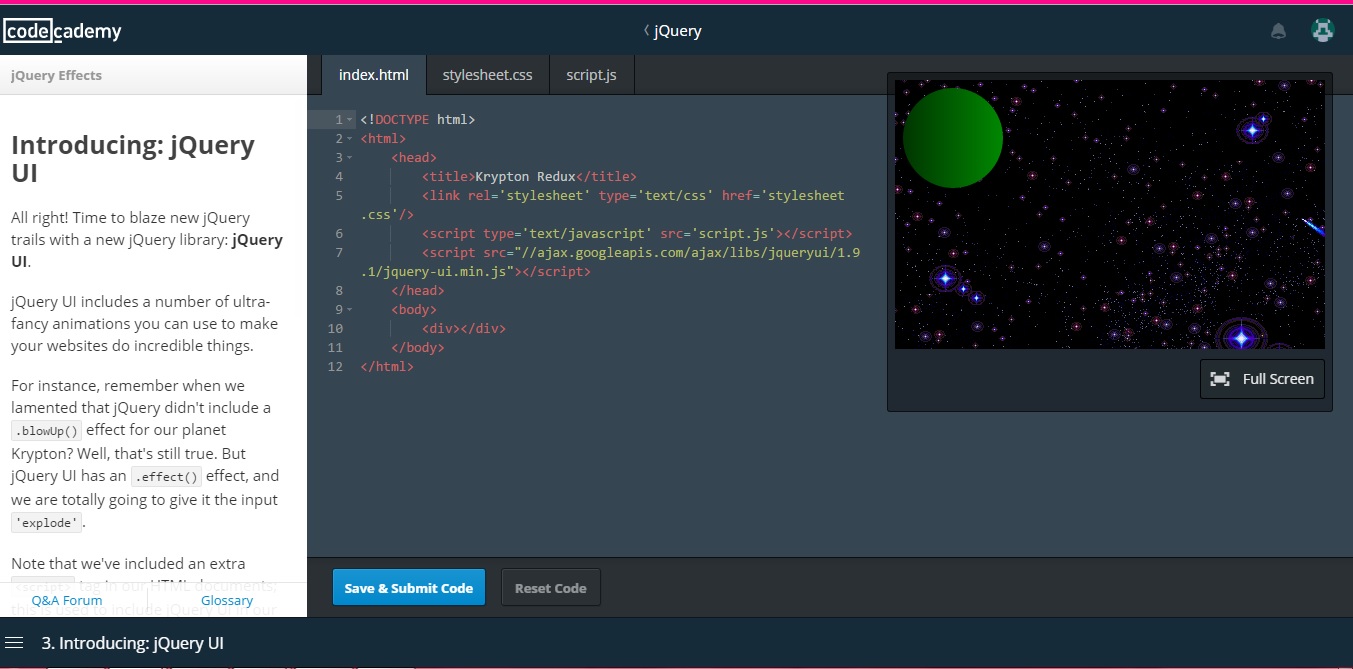 codecademy
jQuery
jQuery Effects
Introducing: jQuery
UI
All right! Time to blaze new jQuery
trails with a new jQuery library: jQuery
UI.
jQuery UI includes a number of ultra-
fancy animations you can use to make
your websites do incredible things.
For instance, remember when we
lamented that jQuery didn't include a
.blowUp() effect for our planet
Krypton? Well, that's still true. But
jQuery UI has an .effect() effect, and
we are totally going to give it the input
'explode'.
Note that we've included an extra
<script> tag in our HTML documents;
this is used to include jQuery UI in our
Q&A Forum
Glossary
index.html
stylesheet.css
script.js
1 <!DOCTYPE html>
2 <html>
3 <head>
4 <title>Krypton Redux</title>
5 <link rel='stylesheet' type='text/css' href='stylesheet
.css'/>
6 <script type='text/javascript' src='script.js'></script>
7 <script src="//ajax.googleapis.com/ajax/libs/jqueryui/1.9
.1/jquery-ui.min.js"></script>
8 </head>
9 <body>
10 <div></div>
11 </body>
12 </html>
Full Screen
Save & Submit Code
Reset Code
3. Introducing: jQuery UI